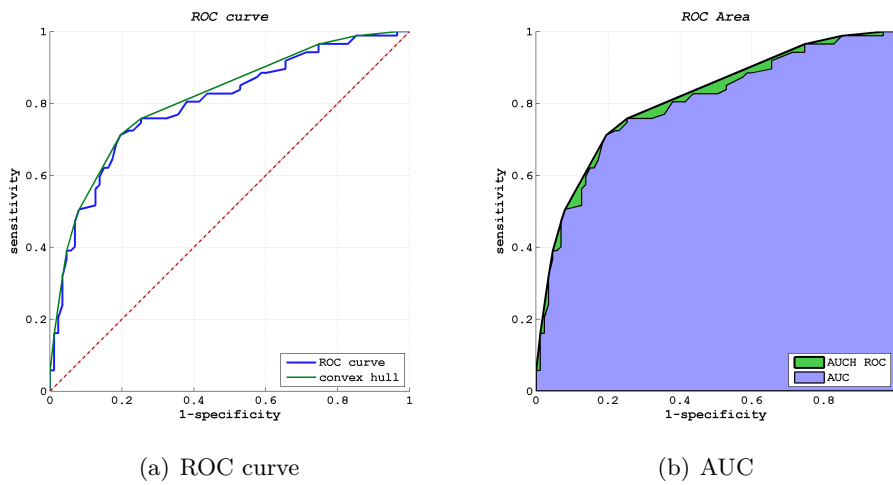 ROC curve
1
0.8
0.6
0.4
0.2
0
sensitivity
0 0.2 0.4 0.6 0.8 1
1-specificity
ROC curve
convex hull
(a) ROC curve
ROC Area
1
0.8
0.6
0.4
0.2
0
sensitivity
0 0.2 0.4 0.6 0.8
1-specificity
AUCH ROC
AUC
(b) AUC